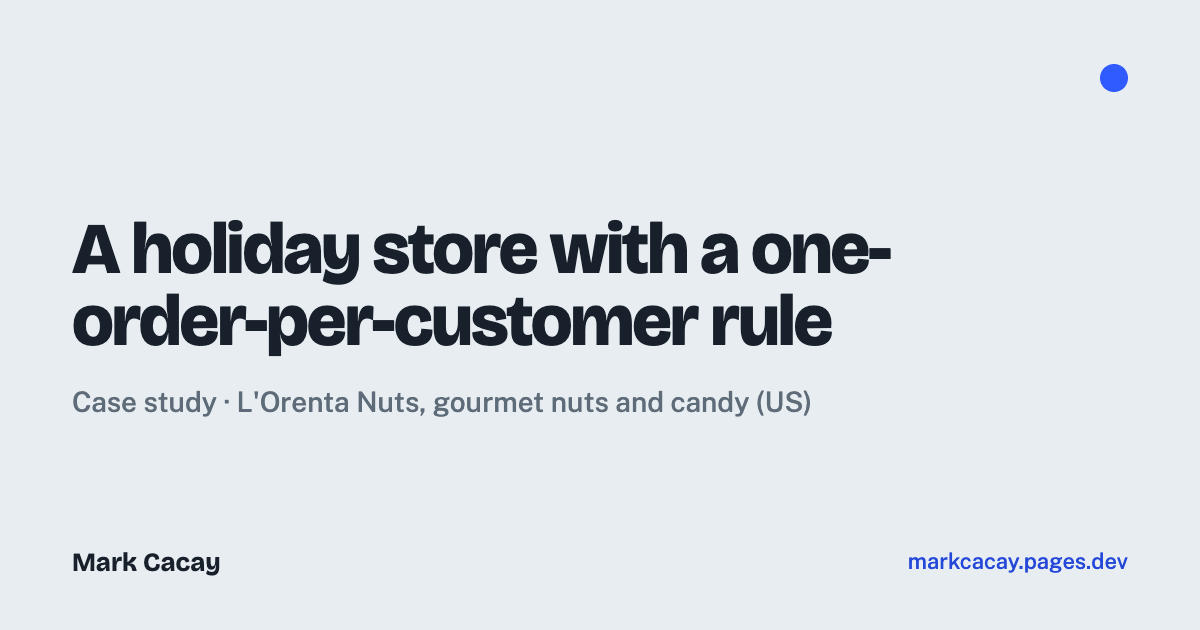 A holiday store with a one-
order-per-customer rule
Case study · L'Orenta Nuts, gourmet nuts and candy (US)
Mark Cacay
markcacay.pages.dev